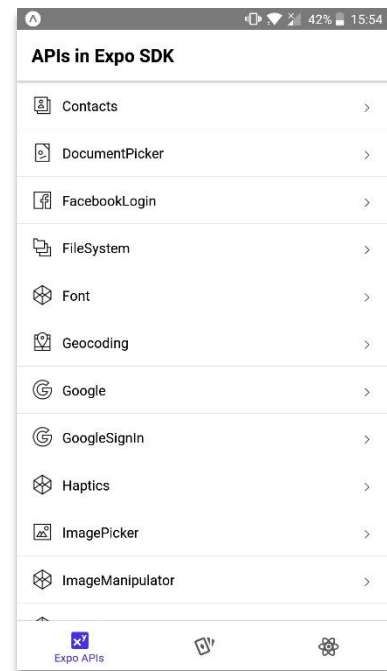 42% 15:54
APIs in Expo SDK
Contacts
DocumentPicker
FacebookLogin
FileSystem
Font
Geocoding
Google
GoogleSignIn
Haptics
ImagePicker
ImageManipulator
Expo APIs